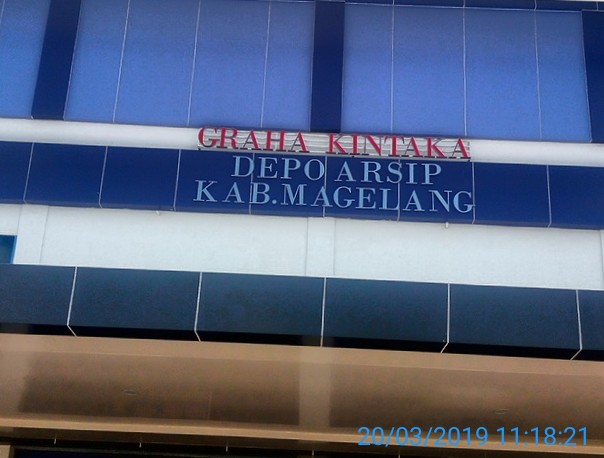 GRAHA KINTAKA
DEPO ARSIP
KAB.MAGELANG
20/03/2019 11:18:21